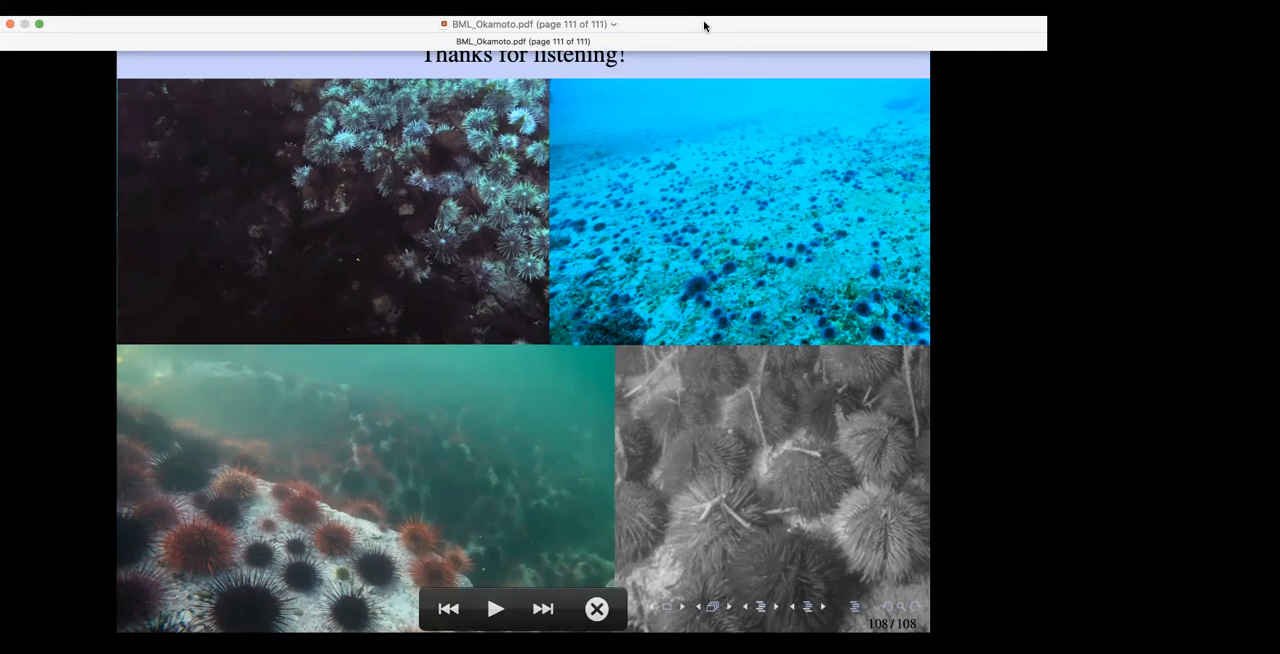 BML_Okamoto.pdf (page 111 of 111)
BML_Okamoto.pdf (page 111 of 111)
Thanks for listening!
108 / 108